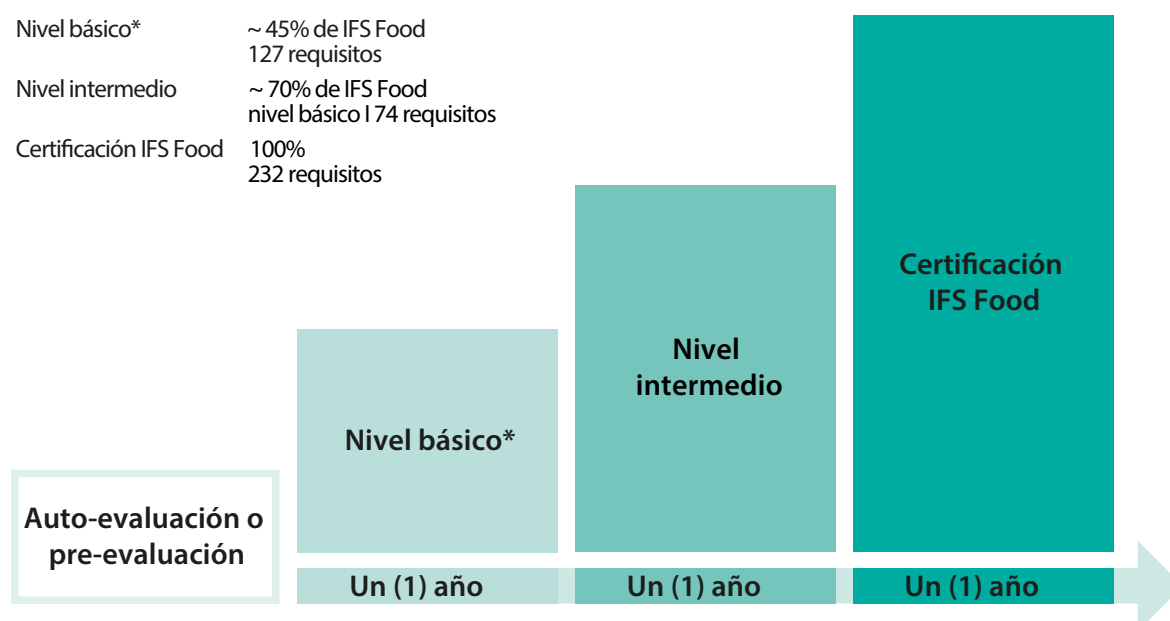 Nivel básico* ~ 45% de IFS Food
127 requisitos
Nivel intermedio ~ 70% de IFS Food
nivel básico I 74 requisitos
Certificación IFS Food 100%
232 requisitos
Certificación
IFS Food
Nivel
intermedio
Nivel básico*
Auto-evaluación o
pre-evaluación
Un (1) año Un (1) año Un (1) año